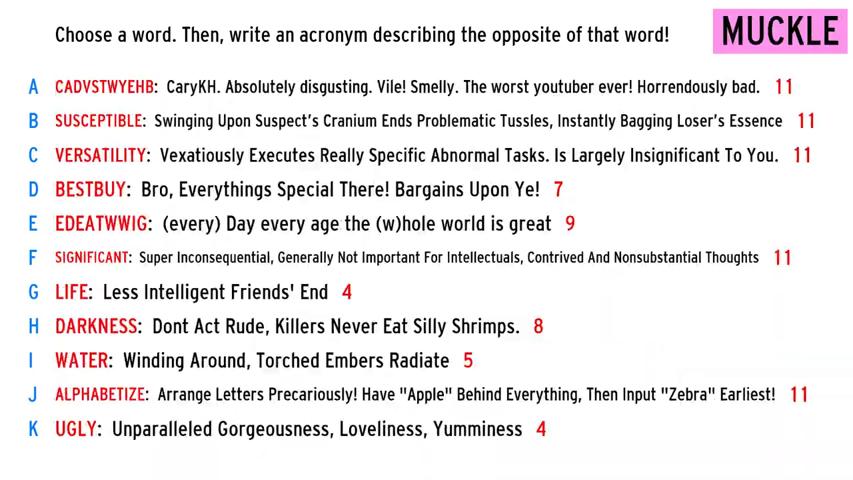 Choose a word. Then, write an acronym describing the opposite of that word!
MUCKLE
A CADVSTWYEHB: CaryKH. Absolutely disgusting. Vile! Smelly. The worst youtuber ever! Horrendously bad. 11
B SUSCEPTIBLE: Swinging Upon Suspect's Cranium Ends Problematic Tussles, Instantly Bagging Loser's Essence 11
C VERSATILITY: Vexatiously Executes Really Specific Abnormal Tasks. Is Largely Insignificant To You. 11
D BESTBUY: Bro, Everythings Special There! Bargains Upon Ye! 7
E EDEATWWIG: (every) Day every age the (w)hole world is great 9
F SIGNIFICANT: Super Inconsequential, Generally Not Important For Intellectuals, Contrived And Nonsubstantial Thoughts 11
G LIFE: Less Intelligent Friends' End 4
H DARKNESS: Dont Act Rude, Killers Never Eat Silly Shrimps. 8
I WATER: Winding Around, Torched Embers Radiate 5
J ALPHABETIZE: Arrange Letters Precariously! Have "Apple" Behind Everything, Then Input "Zebra" Earliest! 11
K UGLY: Unparalleled Gorgeousness, Loveliness, Yumminess 4